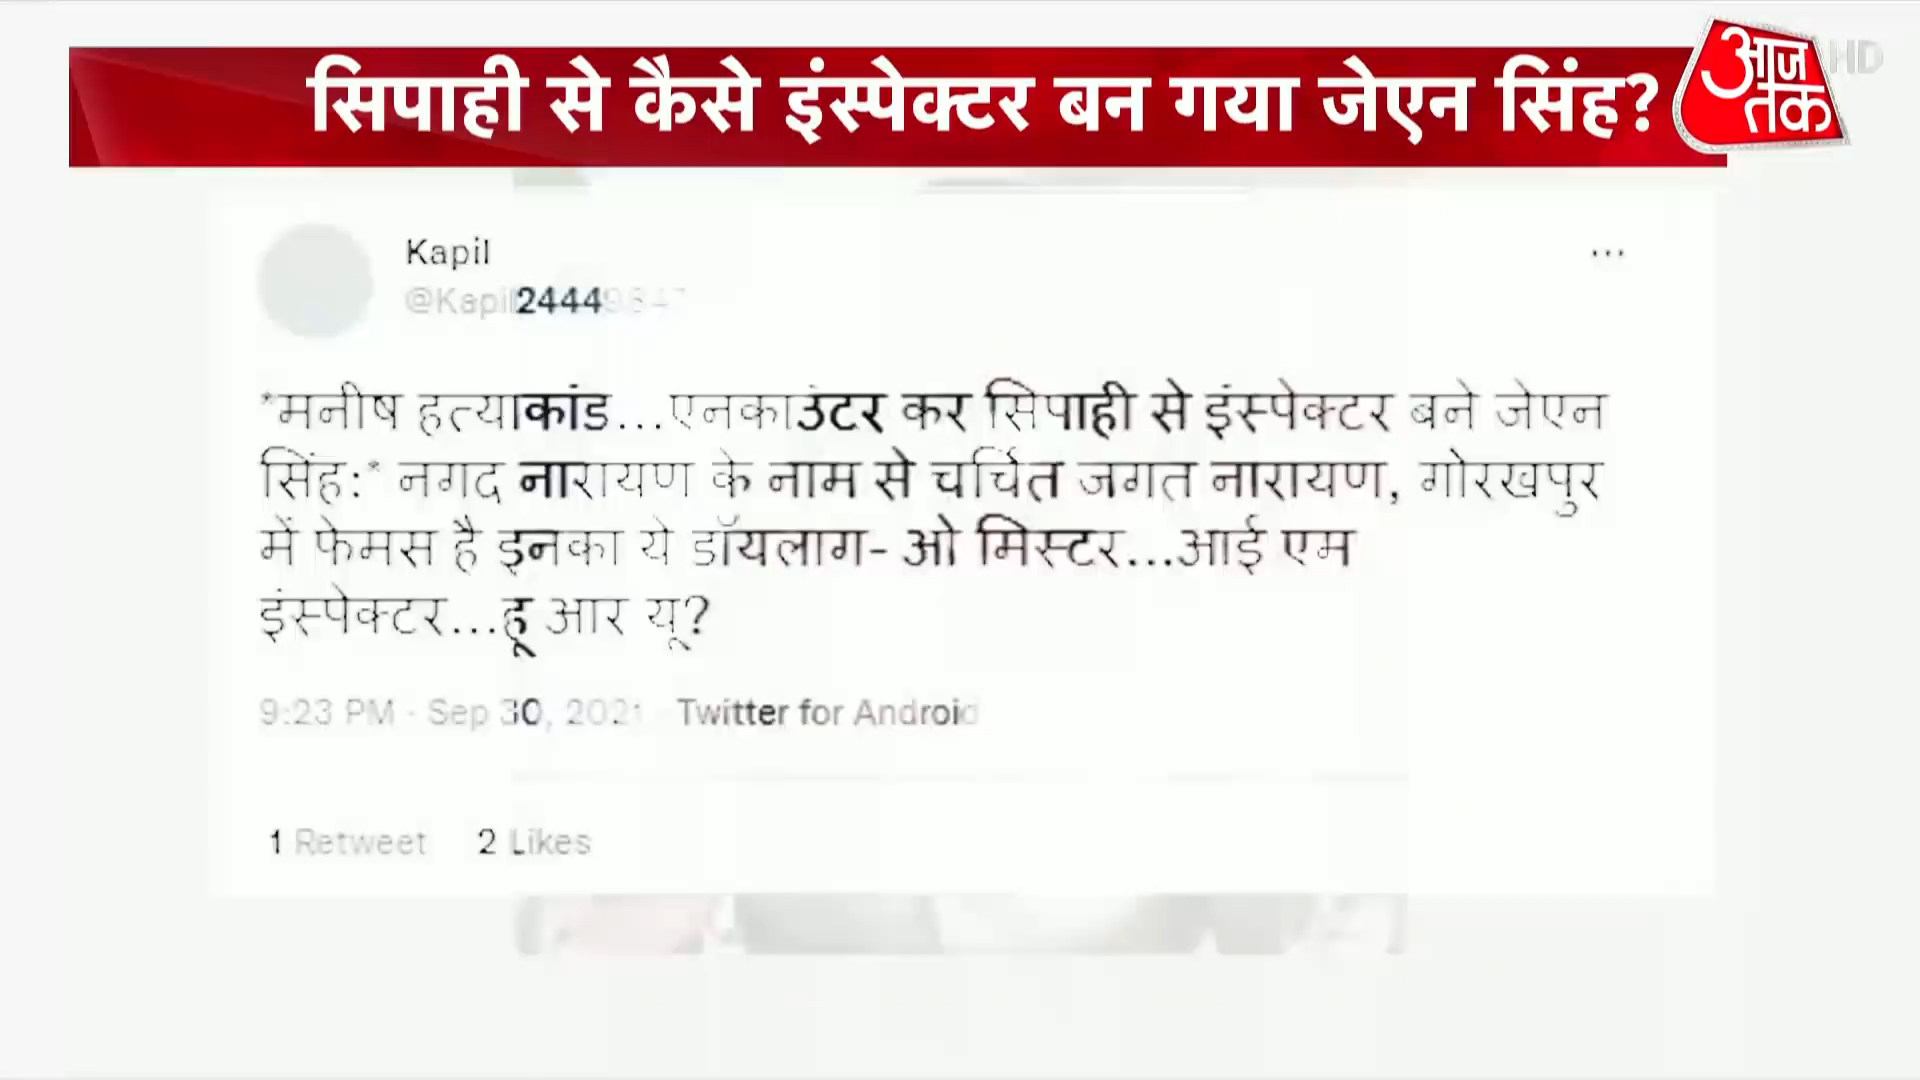 सिपाही से कैसे इंस्पेक्टर बन गया जेएन सिंह?
आज तक
HD
Kapil
...
*मनीष हत्याकांड...एनकाउंटर कर सिपाही से इंस्पेक्टर बने जेएन
सिंह:* नगद नारायण के नाम से चर्चित जगत नारायण, गोरखपुर
में फेमस है इनका ये डॉयलाग- ओ मिस्टर...आई एम
इंस्पेक्टर...हू आर यू?
9:23 PM · Sep 30, 2021 · Twitter for Android
1 Retweet 2 Likes